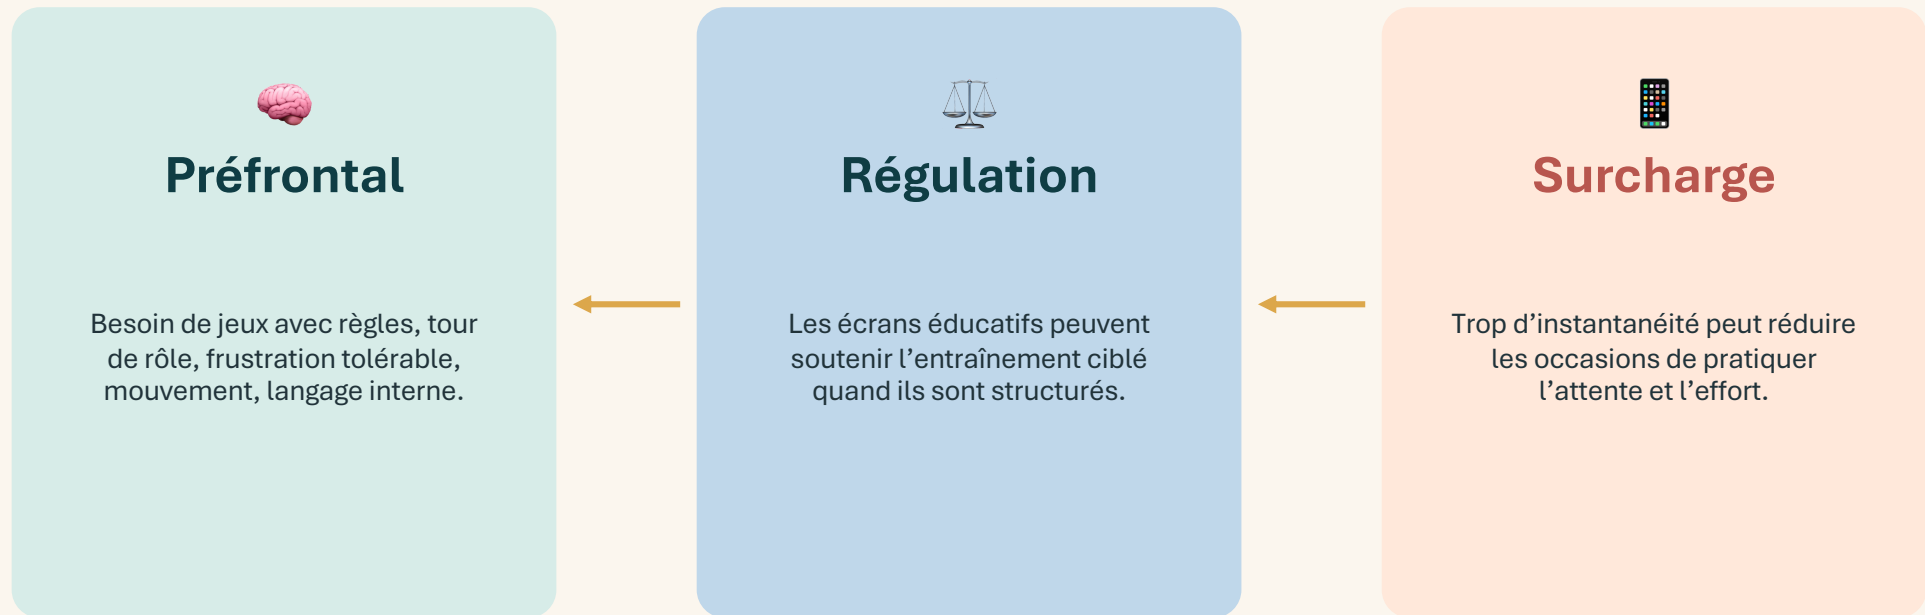 Préfrontal
Besoin de jeux avec règles, tour
de rôle, frustration tolérable,
mouvement, langage interne.
Régulation
Les écrans éducatifs peuvent
soutenir l’entraînement ciblé
quand ils sont structurés.
Surcharge
Trop d’instantanéité peut réduire
les occasions de pratiquer
l’attente et l’effort.